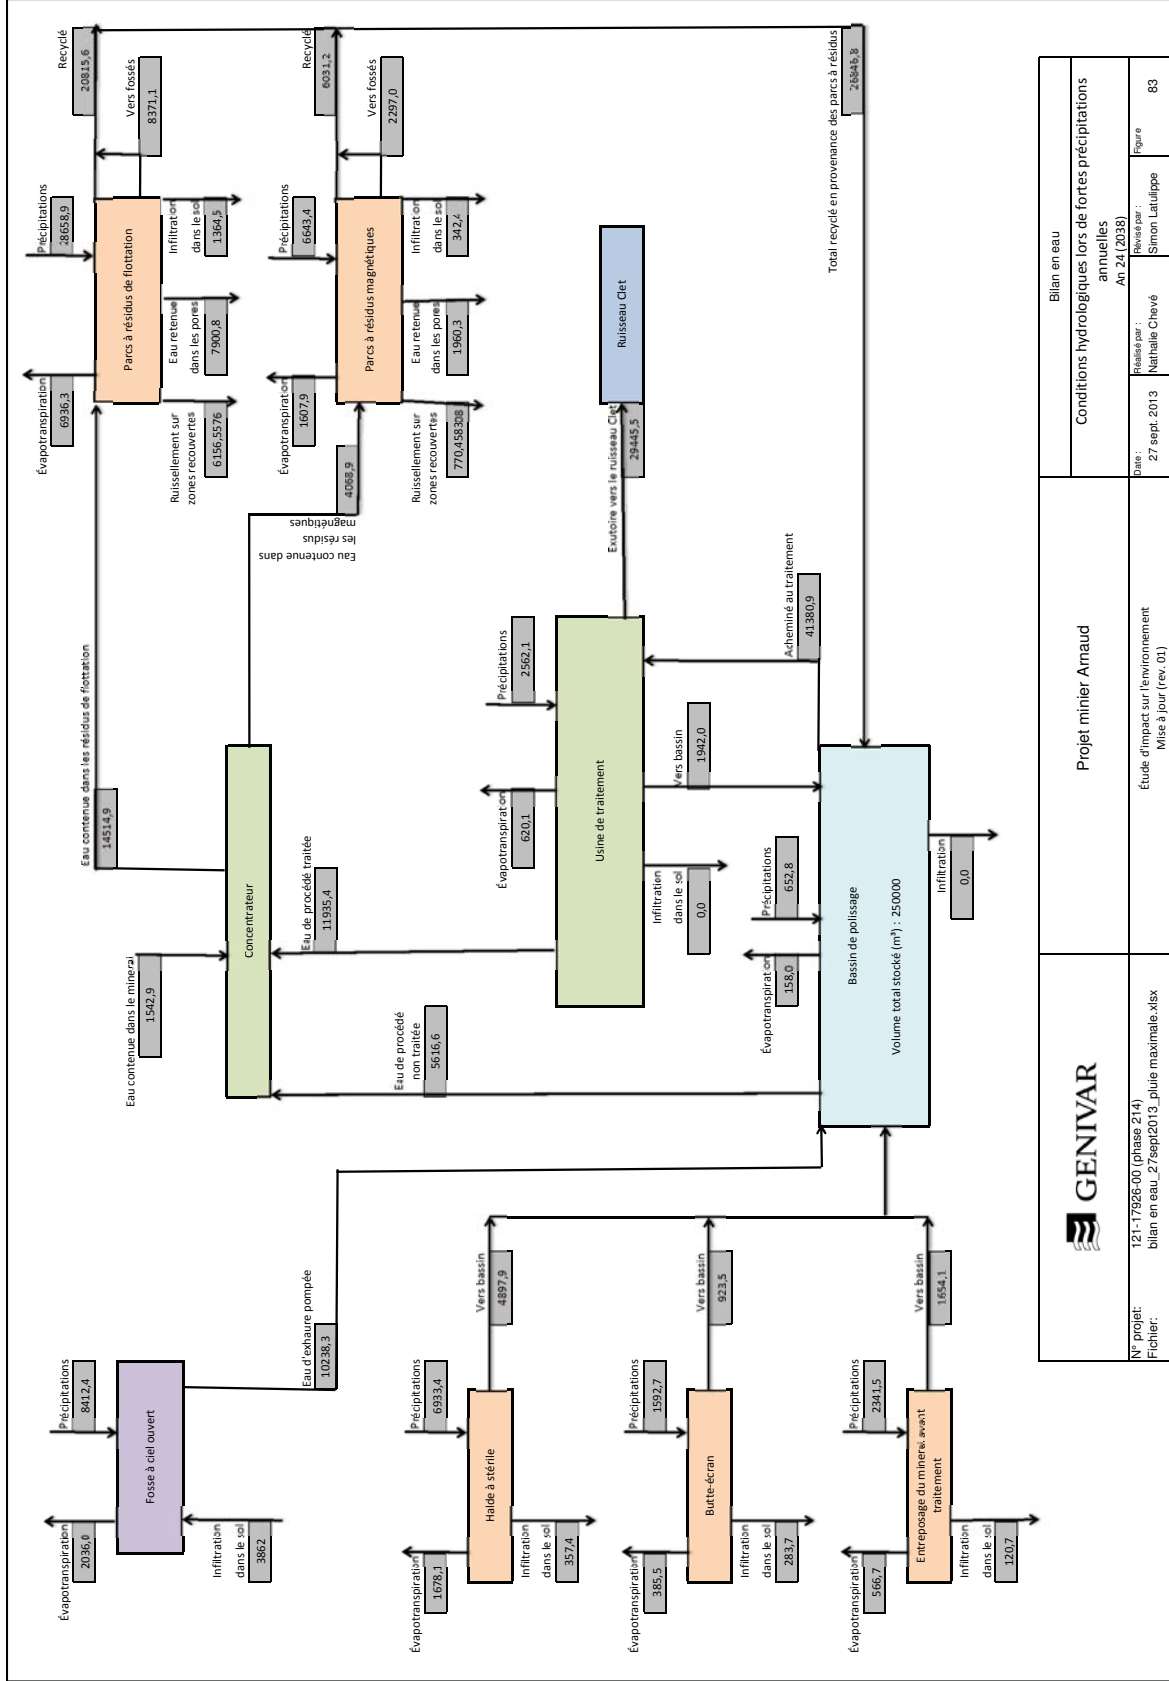 Évapotranspiration
2036,0
Précipitations
8412,4
Fosse à ciel ouvert
Infiltration
dans le sol
3862
Eau d'exhaure pompée
10238,3
Évapotranspiration
1678,1
Précipitations
6933,4
Halde à stérile
Infiltration
dans le sol
357,4
Vers bassin
4897,9
Évapotranspiration
385,5
Précipitations
1592,7
Butte-écran
Infiltration
dans le sol
283,7
Vers bassin
923,5
Évapotranspiration
566,7
Précipitations
2341,5
Entreposage du minerai avant
traitement
Infiltration
dans le sol
120,7
Vers bassin
1654,1
Eau contenue dans le minerai
1542,9
Concentrateur
Eau de procédé
non traitée
5616,6
Eau de procédé traitée
11935,4
Eau contenue dans les résidus de flottation
14514,9
Eau contenue dans
les résidus
magnétiques
4068,9
Évapotranspiration
620,1
Précipitations
2562,1
Usine de traitement
Infiltration
dans le sol
0,0
Vers bassin
1942,0
Évapotranspiration
158,0
Précipitations
652,8
Bassin de polissage
Volume total stocké (m³) : 250000
Infiltration
0,0
Acheminé au traitement
41380,9
Exutoire vers le ruisseau Clet
29445,5
Ruisseau Clet
Évapotranspiration
6936,3
Précipitations
28658,9
Parcs à résidus de flottation
Ruissellement sur
zones recouvertes
6156,5576
Eau retenue
dans les pores
7900,8
Infiltration
dans le sol
1364,5
Vers fossés
8371,1
Recyclé
20815,6
Évapotranspiration
1607,9
Précipitations
6643,4
Parcs à résidus magnétiques
Ruissellement sur
zones recouvertes
770,458308
Eau retenue
dans les pores
1960,3
Infiltration
dans le sol
342,4
Vers fossés
2297,0
Recyclé
6031,2
Total recyclé en provenance des parcs à résidus
26846,8
GENIVAR
N° projet: 121-17926-00 (phase 214)
Fichier: bilan en eau_27sept2013_pluie maximale.xlsx
Projet minier Arnaud
Étude d'impact sur l'environnement
Mise à jour (rev. 01)
Bilan en eau
Conditions hydrologiques lors de fortes précipitations
annuelles
An 24 (2038)
Date : 27 sept. 2013
Réalisé par : Nathalie Chevé
Révisé par : Simon Latulippe
Figure 83